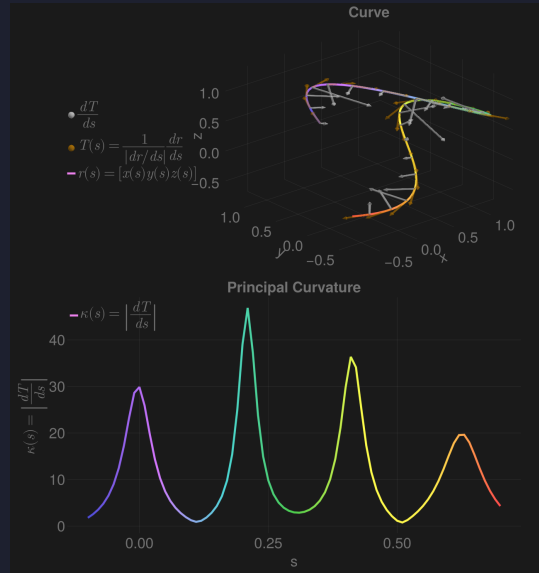 Curve
dT/ds
T(s) = 1/|dr/ds| dr/ds
r(s) = [x(s)y(s)z(s)]
1.0
0.5
0.0
−0.5
z
1.0
0.5
0.0
−0.5
y
−0.5
0.0
0.5
1.0
x
Principal Curvature
κ(s) = |dT/ds|
κ(s) = |dT/ds|
40
30
20
10
0
0.00
0.25
0.50
s